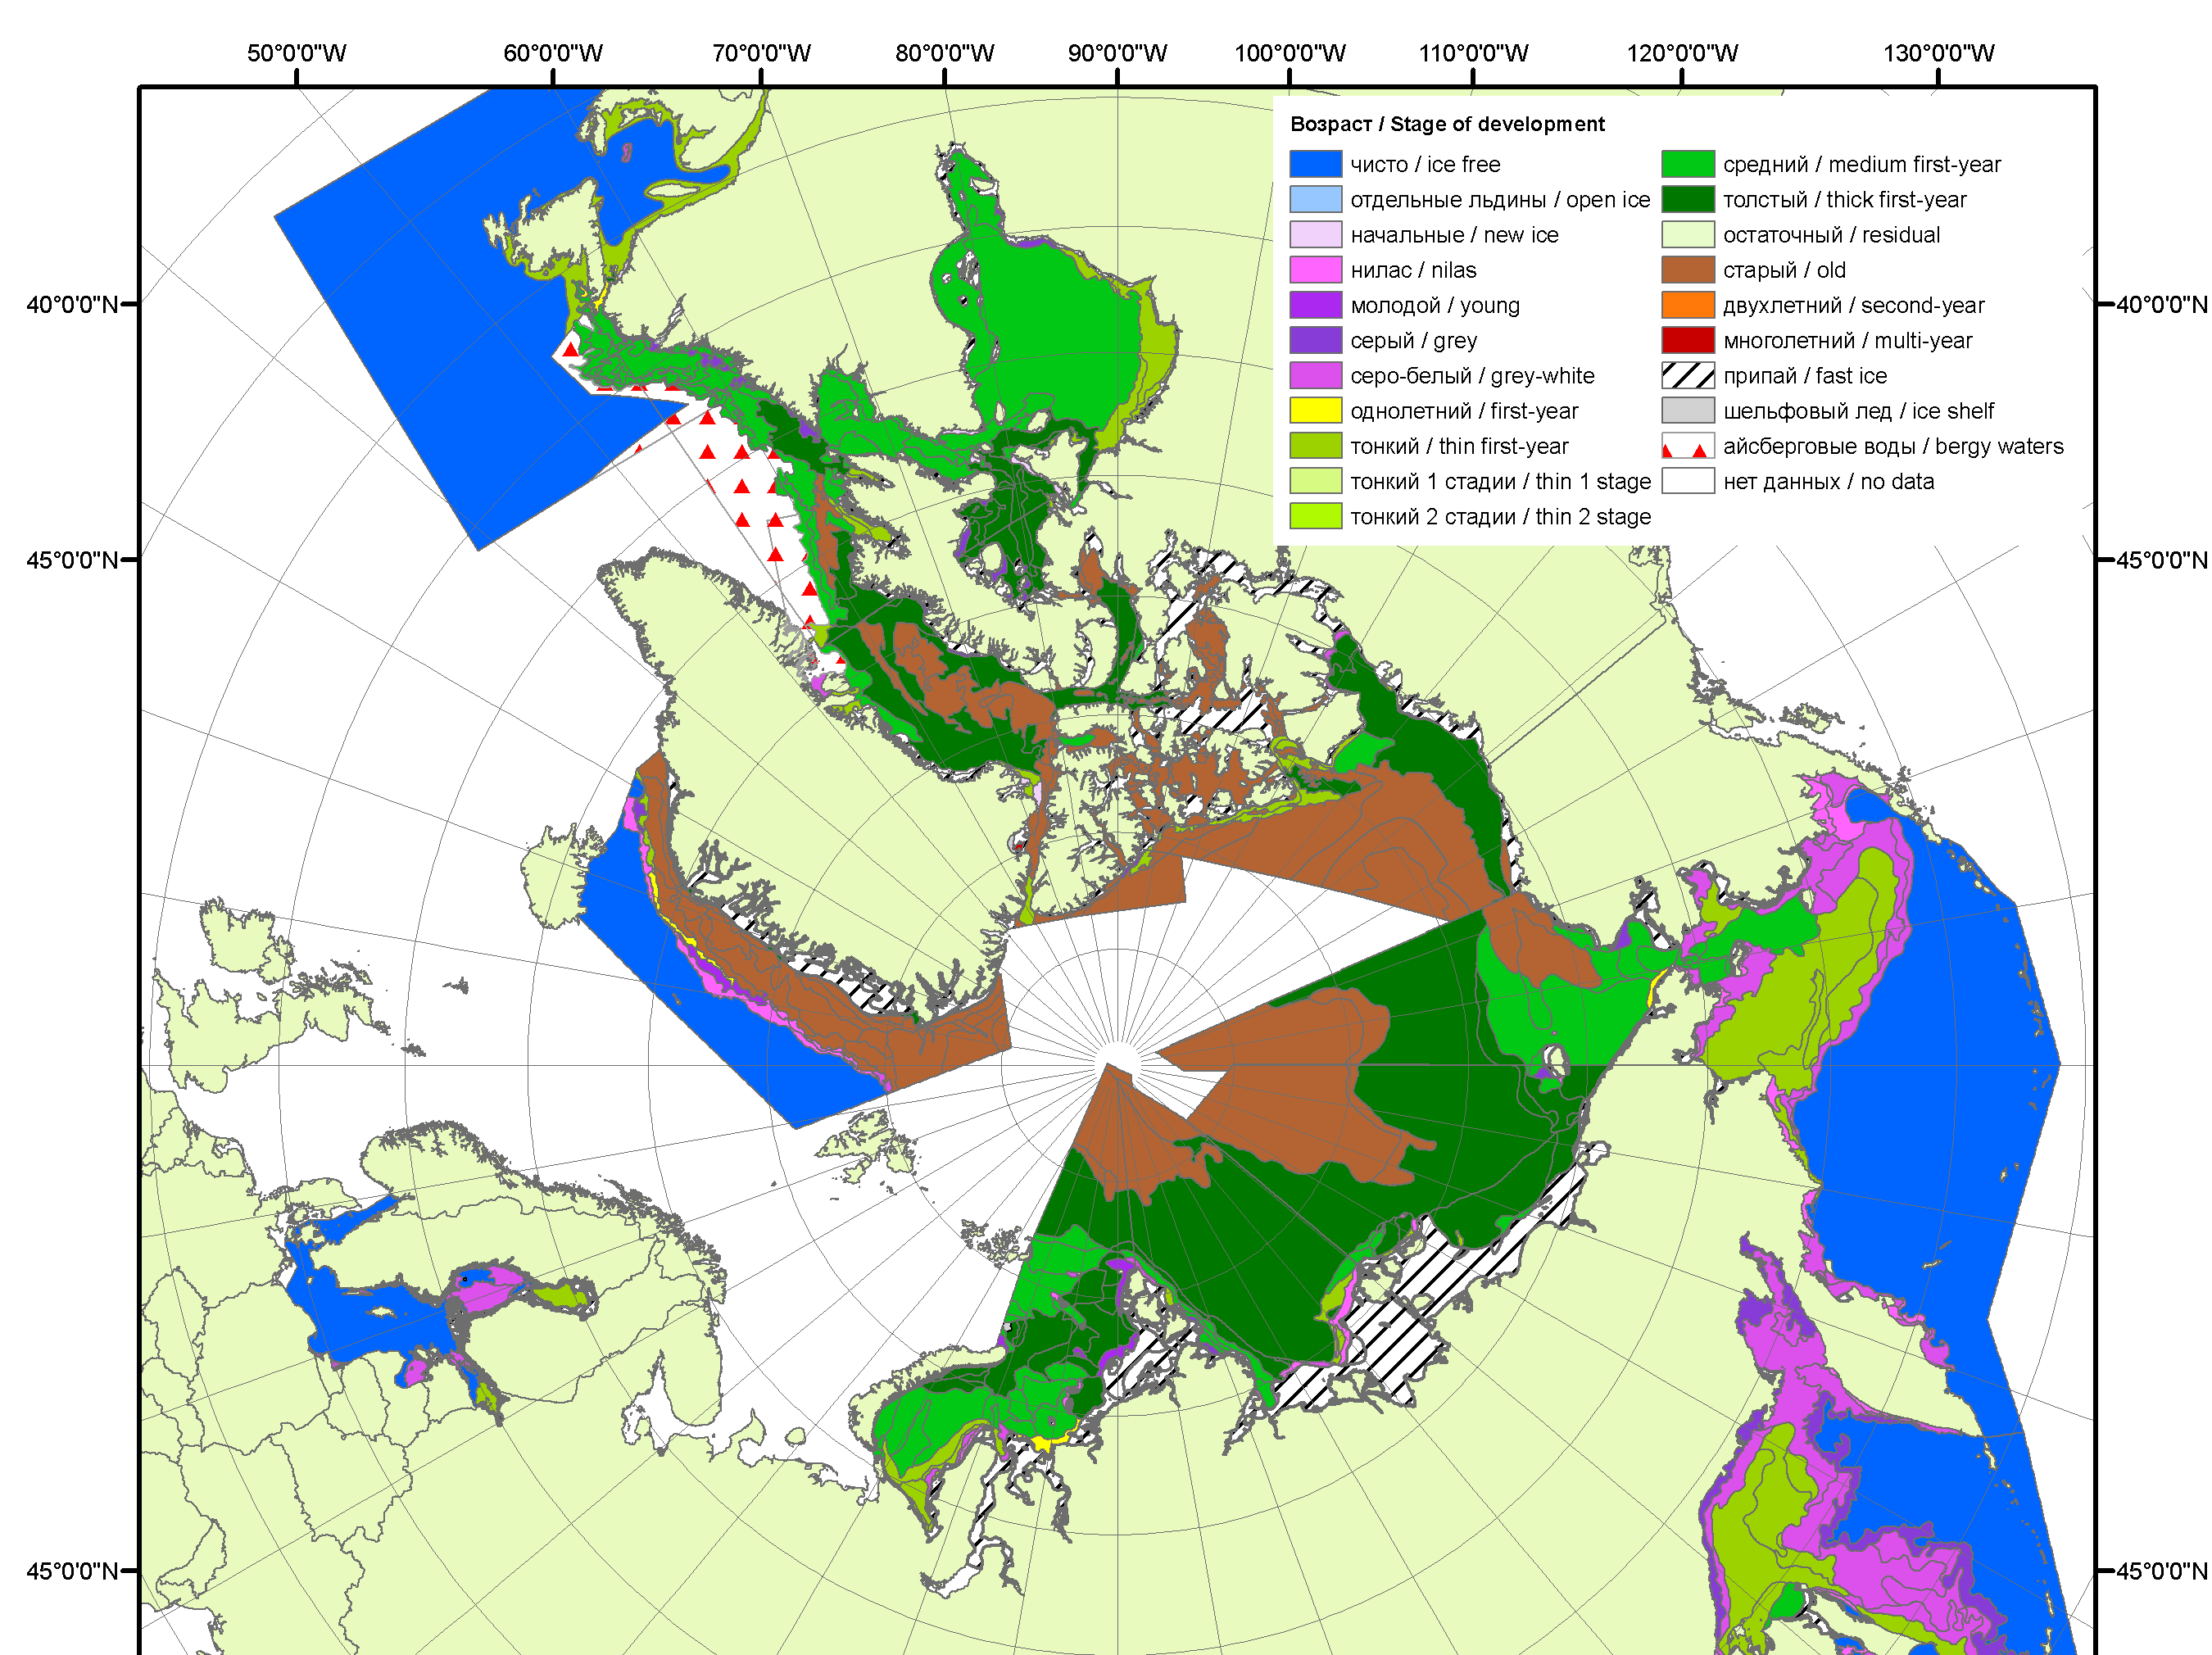 50°0'0"W 60°0'0"W 70°0'0"W 80°0'0"W 90°0'0"W 100°0'0"W 110°0'0"W 120°0'0"W 130°0'0"W
Возраст / Stage of development
чисто / ice free
отдельные льдины / open ice
начальные / new ice
нилас / nilas
молодой / young
серый / grey
серо-белый / grey-white
однолетний / first-year
тонкий / thin first-year
тонкий 1 стадии / thin 1 stage
тонкий 2 стадии / thin 2 stage
средний / medium first-year
толстый / thick first-year
остаточный / residual
старый / old
двухлетний / second-year
многолетний / multi-year
припай / fast ice
шельфовый лед / ice shelf
айсберговые воды / bergy waters
нет данных / no data
40°0'0"N 40°0'0"N
45°0'0"N 45°0'0"N
45°0'0"N 45°0'0"N